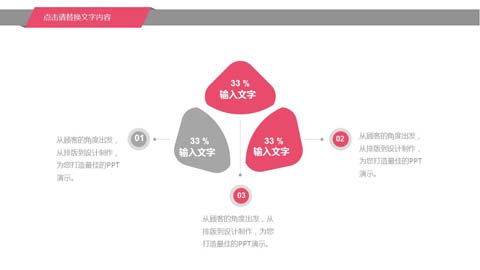 点击请替换文字内容
33 %
输入文字
33 %
输入文字
33 %
输入文字
01
从顾客的角度出发，
从排版到设计制作，
为您打造最佳的PPT
演示。
02
从顾客的角度出发，
从排版到设计制作，
为您打造最佳的PPT
演示。
03
从顾客的角度出发，从
排版到设计制作，为您
打造最佳的PPT演示。